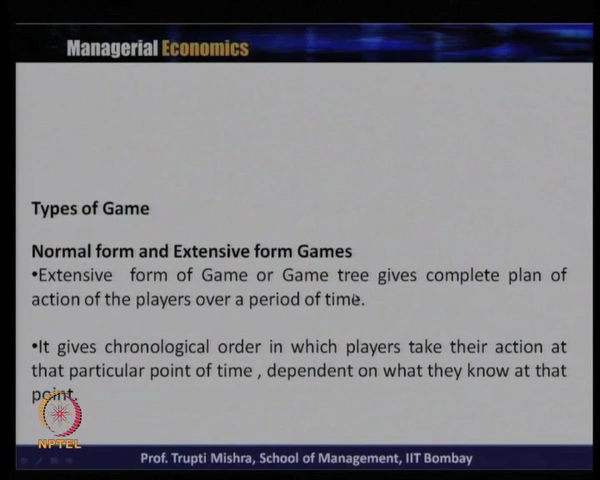 Managerial Economics
Types of Game
Normal form and Extensive form Games
•Extensive form of Game or Game tree gives complete plan of
action of the players over a period of time.
•It gives chronological order in which players take their action at
that particular point of time , dependent on what they know at that
point.
NPTEL
Prof. Trupti Mishra, School of Management, IIT Bombay